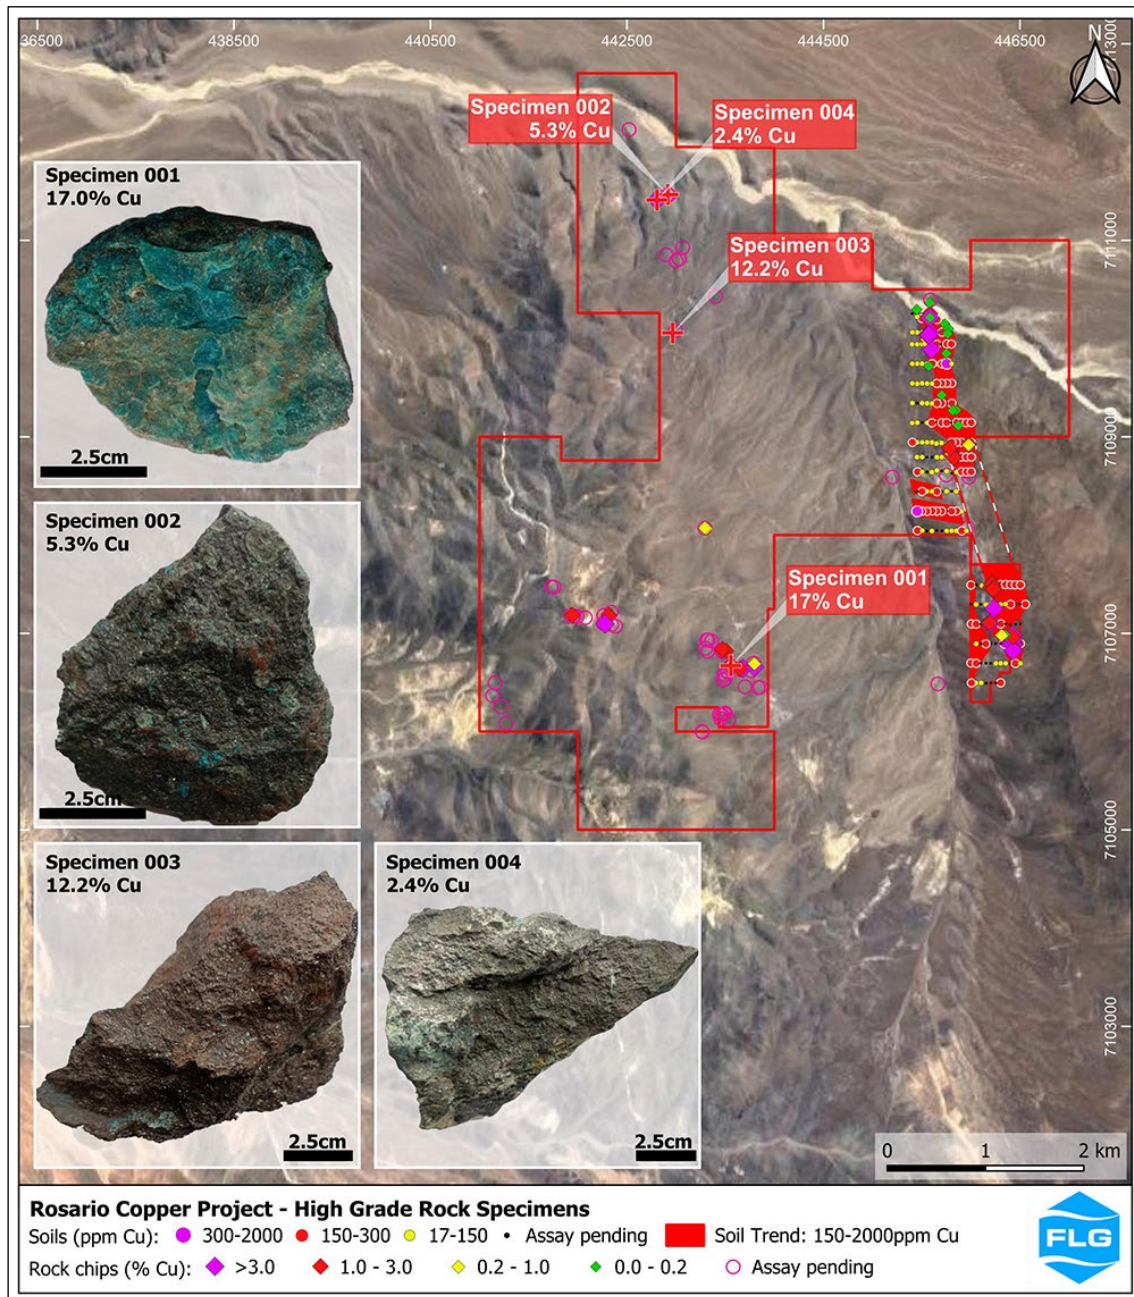 36500 438500 440500 442500 444500 446500
N
7113000
Specimen 002
5.3% Cu
Specimen 004
2.4% Cu
Specimen 001
17.0% Cu
2.5cm
Specimen 003
12.2% Cu
7111000
7109000
Specimen 002
5.3% Cu
2.5cm
Specimen 001
17% Cu
7107000
7105000
Specimen 003
12.2% Cu
2.5cm
Specimen 004
2.4% Cu
2.5cm
7103000
0 1 2 km
Rosario Copper Project - High Grade Rock Specimens
Soils (ppm Cu): 300-2000 150-300 17-150 Assay pending Soil Trend: 150-2000ppm Cu
Rock chips (% Cu): >3.0 1.0 - 3.0 0.2 - 1.0 0.0 - 0.2 Assay pending
FLG